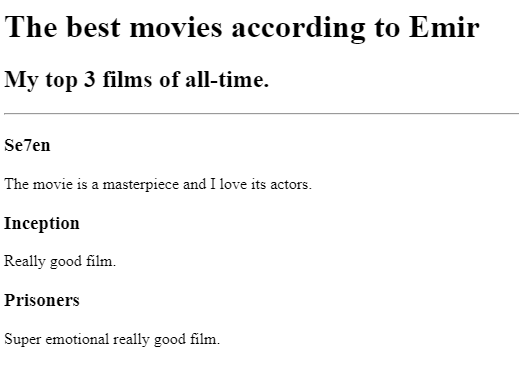 The best movies according to Emir
My top 3 films of all-time.
Se7en
The movie is a masterpiece and I love its actors.
Inception
Really good film.
Prisoners
Super emotional really good film.